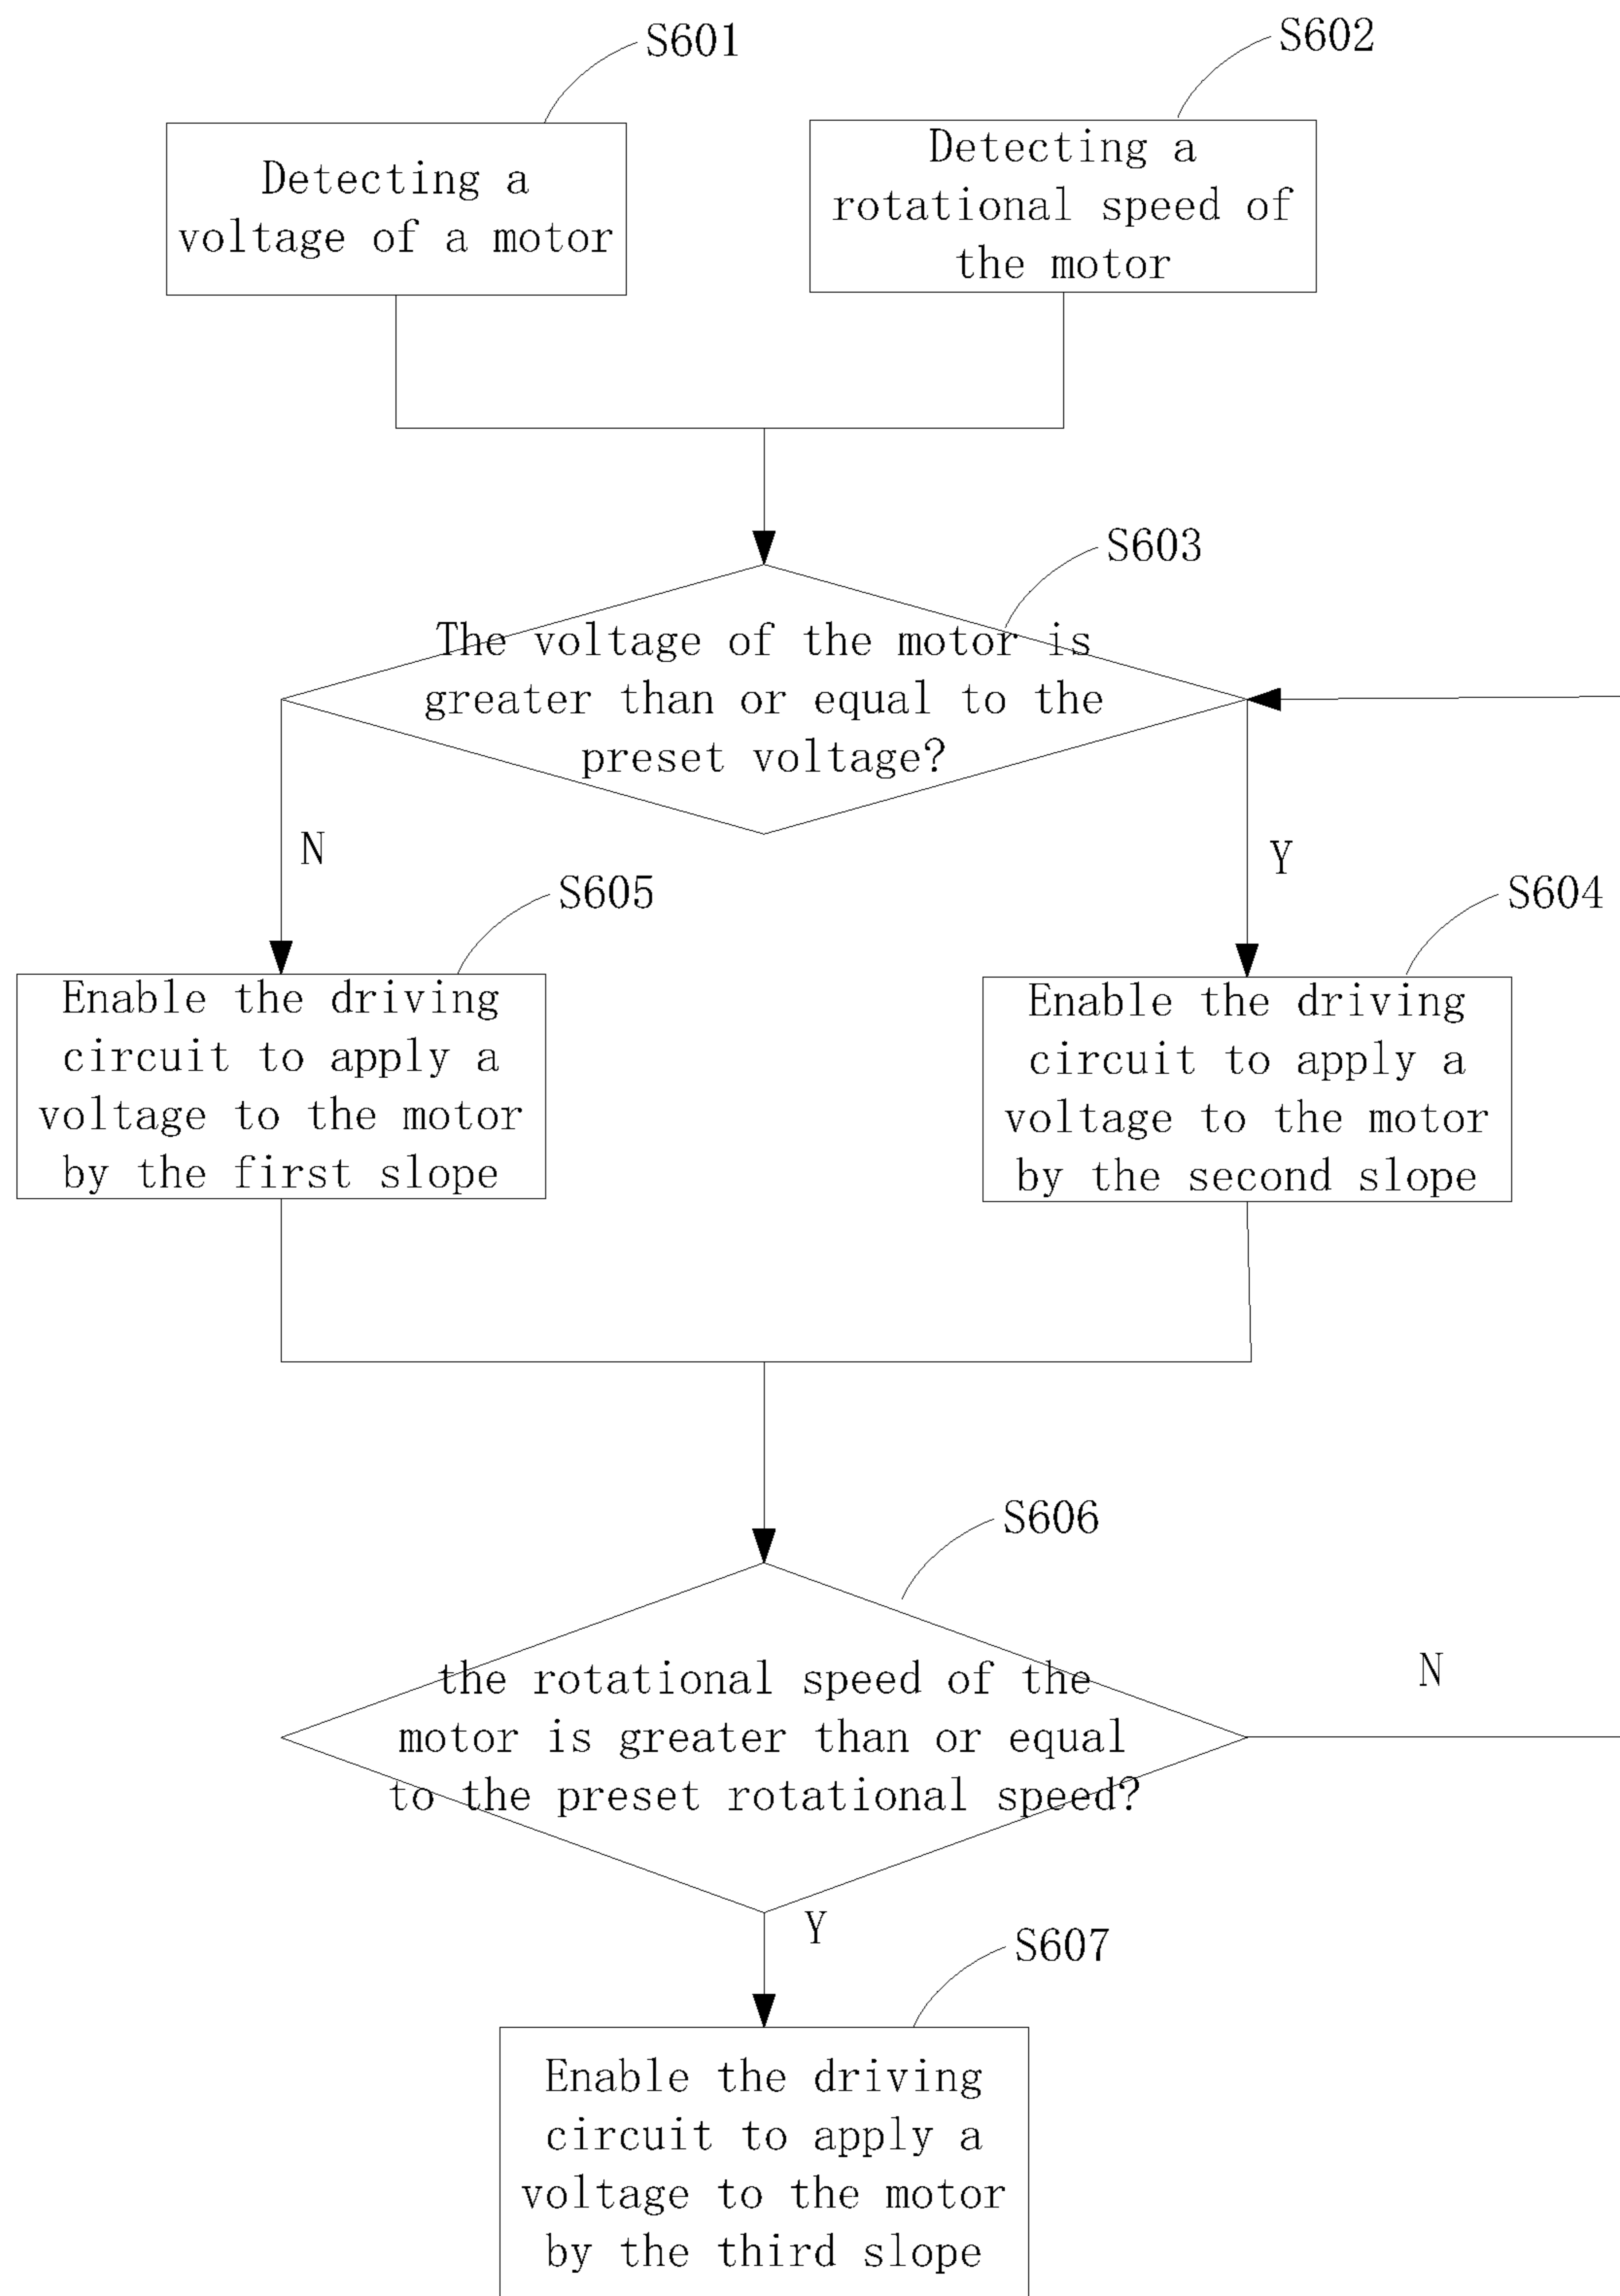 S601
S602
Detecting a
voltage of a motor
Detecting a
rotational speed of
the motor
S603
The voltage of the motor is
greater than or equal to the
preset voltage?
N
Y
S605
S604
Enable the driving
circuit to apply a
voltage to the motor
by the first slope
Enable the driving
circuit to apply a
voltage to the motor
by the second slope
S606
the rotational speed of the
motor is greater than or equal
to the preset rotational speed?
N
Y
S607
Enable the driving
circuit to apply a
voltage to the motor
by the third slope